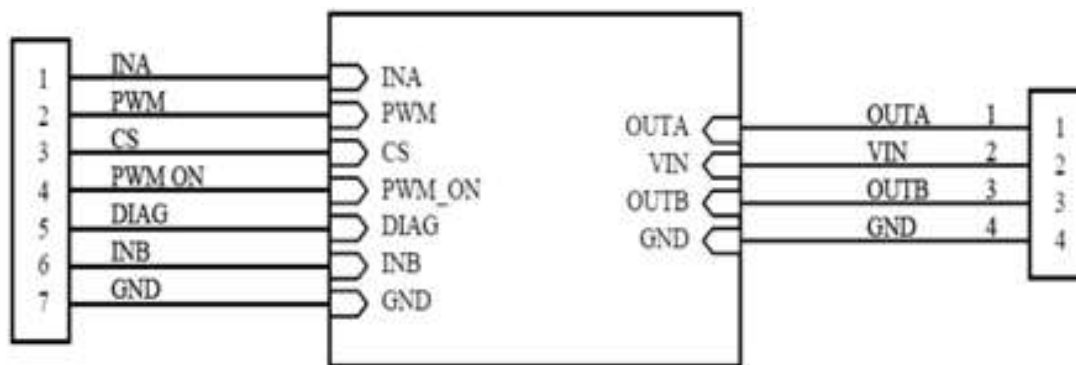 1 INA INA
2 PWM PWM
3 CS CS
4 PWM ON PWM_ON
5 DIAG DIAG
6 INB INB
7 GND GND
OUTA OUTA 1 1
VIN VIN 2 2
OUTB OUTB 3 3
GND GND 4 4